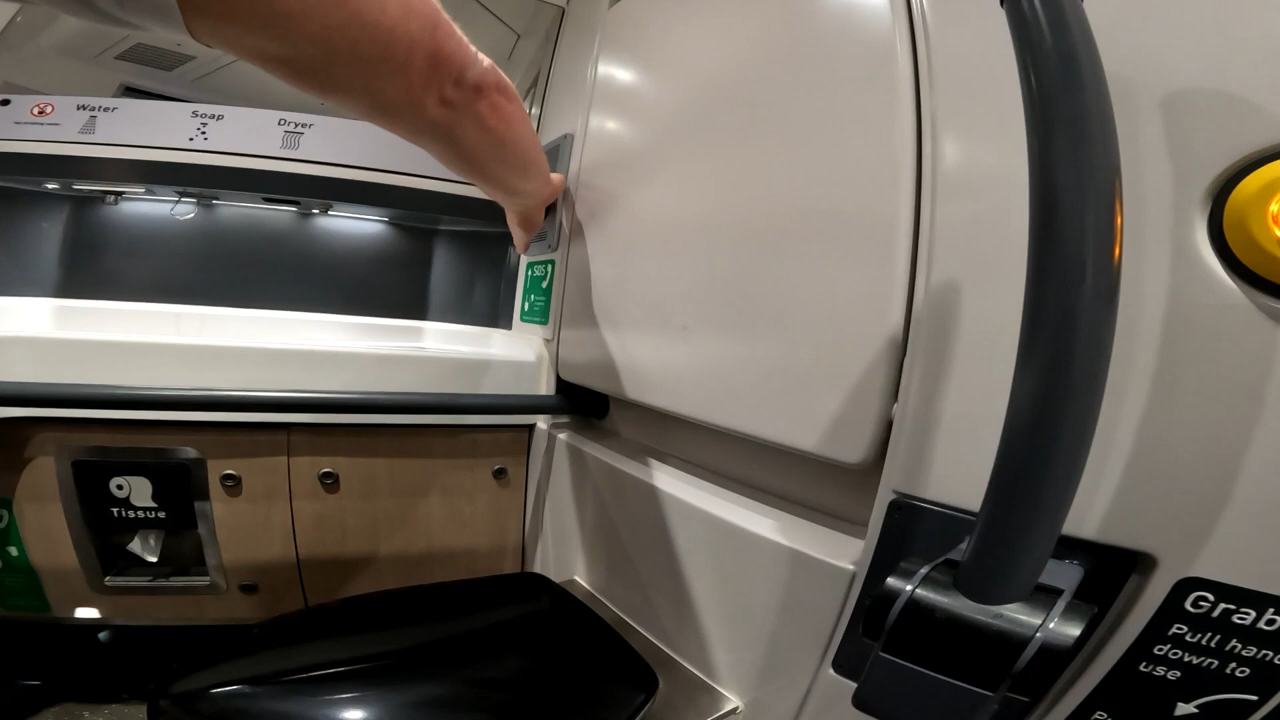 Water
Soap
Dryer
SOS
Tissue
Grab
Pull hand
down to
use